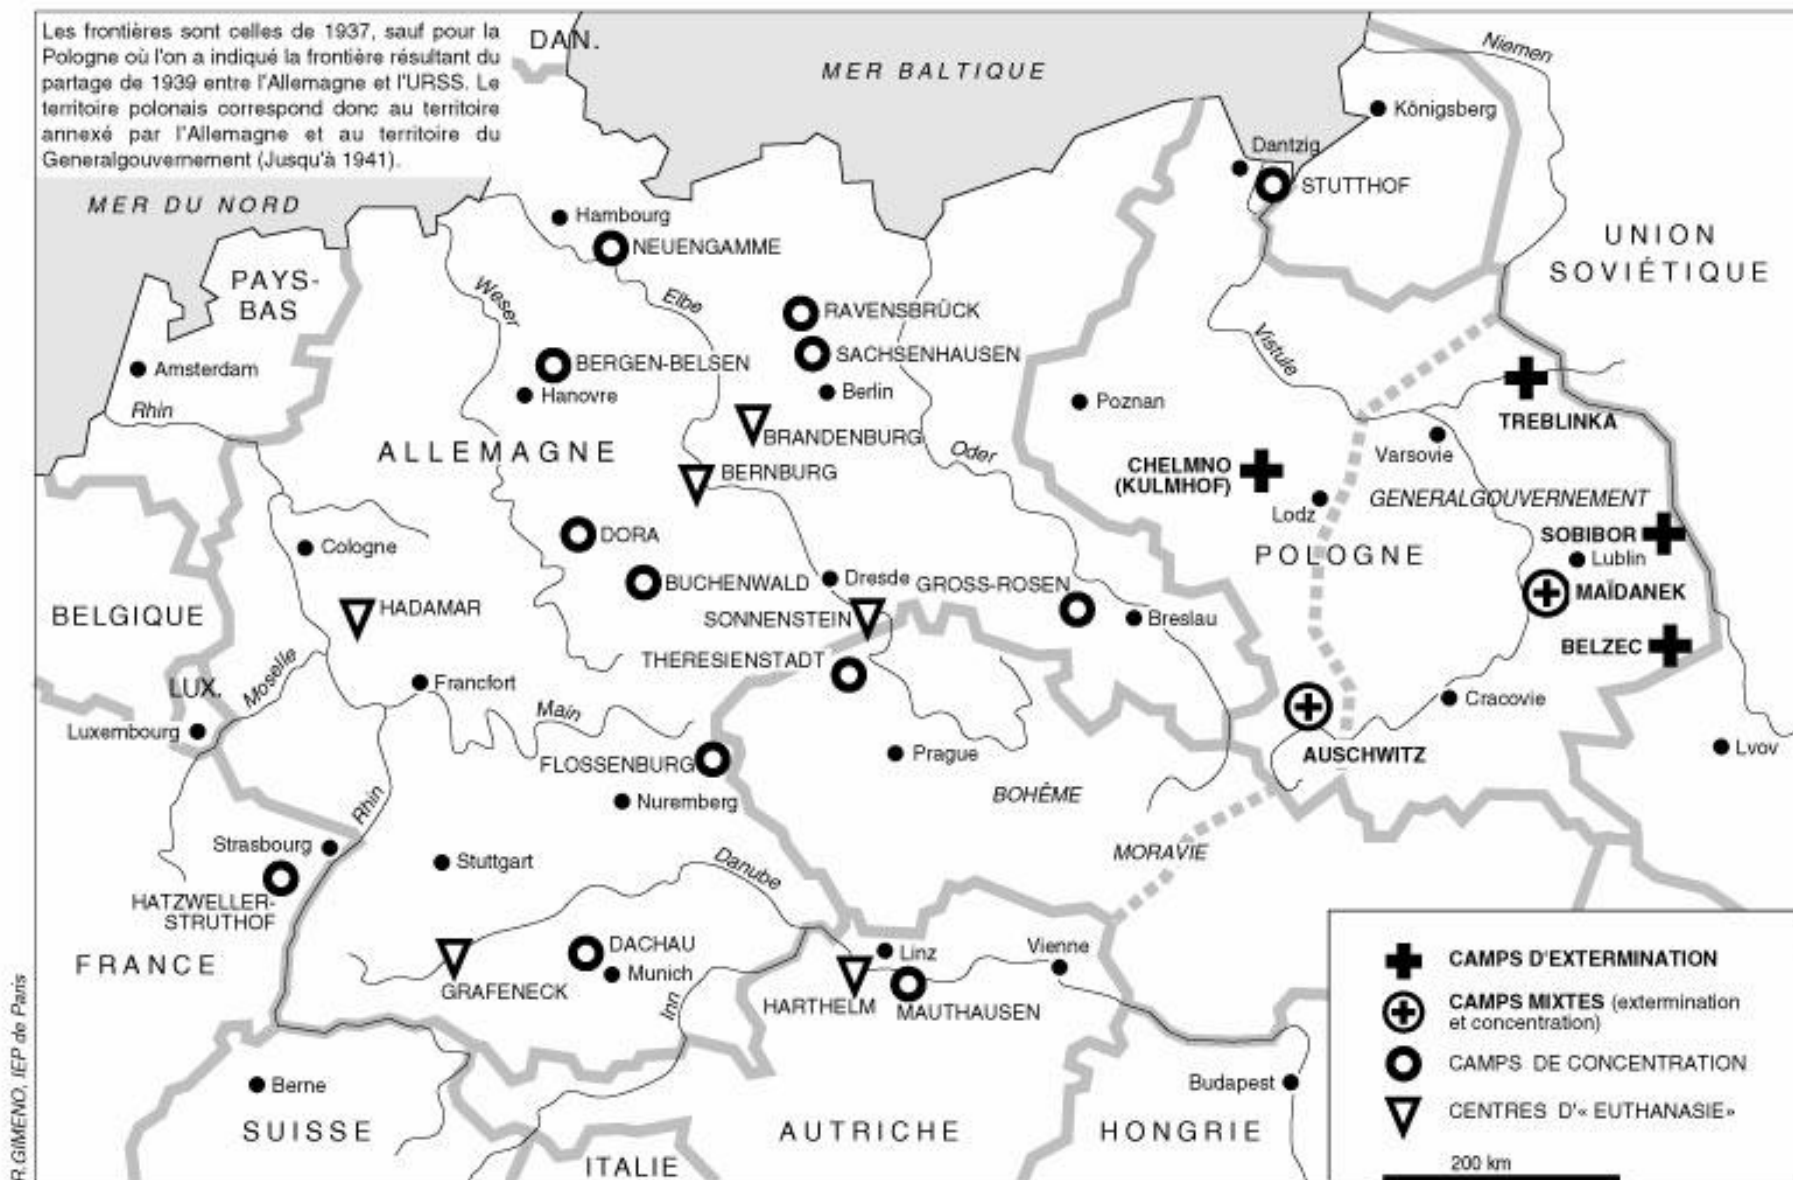 Les frontières sont celles de 1937, sauf pour la
Pologne où l'on a indiqué la frontière résultant du
partage de 1939 entre l'Allemagne et l'URSS. Le
territoire polonais correspond donc au territoire
annexé par l'Allemagne et au territoire du
Generalgouvernement (Jusqu'à 1941).
DAN.
MER BALTIQUE
Niemen
Königsberg
Dantzig
STUTTHOF
MER DU NORD
Hambourg
NEUENGAMME
UNION
SOVIÉTIQUE
PAYS-
BAS
Weser
Elbe
RAVENSBRÜCK
SACHSENHAUSEN
Vistule
BERGEN-BELSEN
Amsterdam
Hanovre
Berlin
Poznan
Rhin
TREBLINKA
BRANDENBURG
ALLEMAGNE
Oder
Varsovie
BERNBURG
CHELMNO
(KULMHOF)
GENERALGOUVERNEMENT
Lodz
DORA
SOBIBOR
Cologne
POLOGNE
Lublin
BUCHENWALD
Dresde
GROSS-ROSEN
MAÏDANEK
HADAMAR
BELGIQUE
SONNENSTEIN
Breslau
BELZEC
THERESIENSTADT
LUX.
Moselle
Francfort
Cracovie
Main
Luxembourg
FLOSSENBURG
Prague
AUSCHWITZ
Lvov
BOHÊME
Nuremberg
Rhin
Strasbourg
Stuttgart
MORAVIE
Danube
HATZWELLER-
STRUTHOF
DACHAU
Linz
Vienne
FRANCE
Munich
GRAFENECK
Inn
HARTHELM
MAUTHAUSEN
CAMPS D'EXTERMINATION
CAMPS MIXTES (extermination
et concentration)
CAMPS DE CONCENTRATION
CENTRES D'« EUTHANASIE»
200 km
Berne
Budapest
SUISSE
AUTRICHE
HONGRIE
ITALIE
R.GIMENO, IEP de Paris